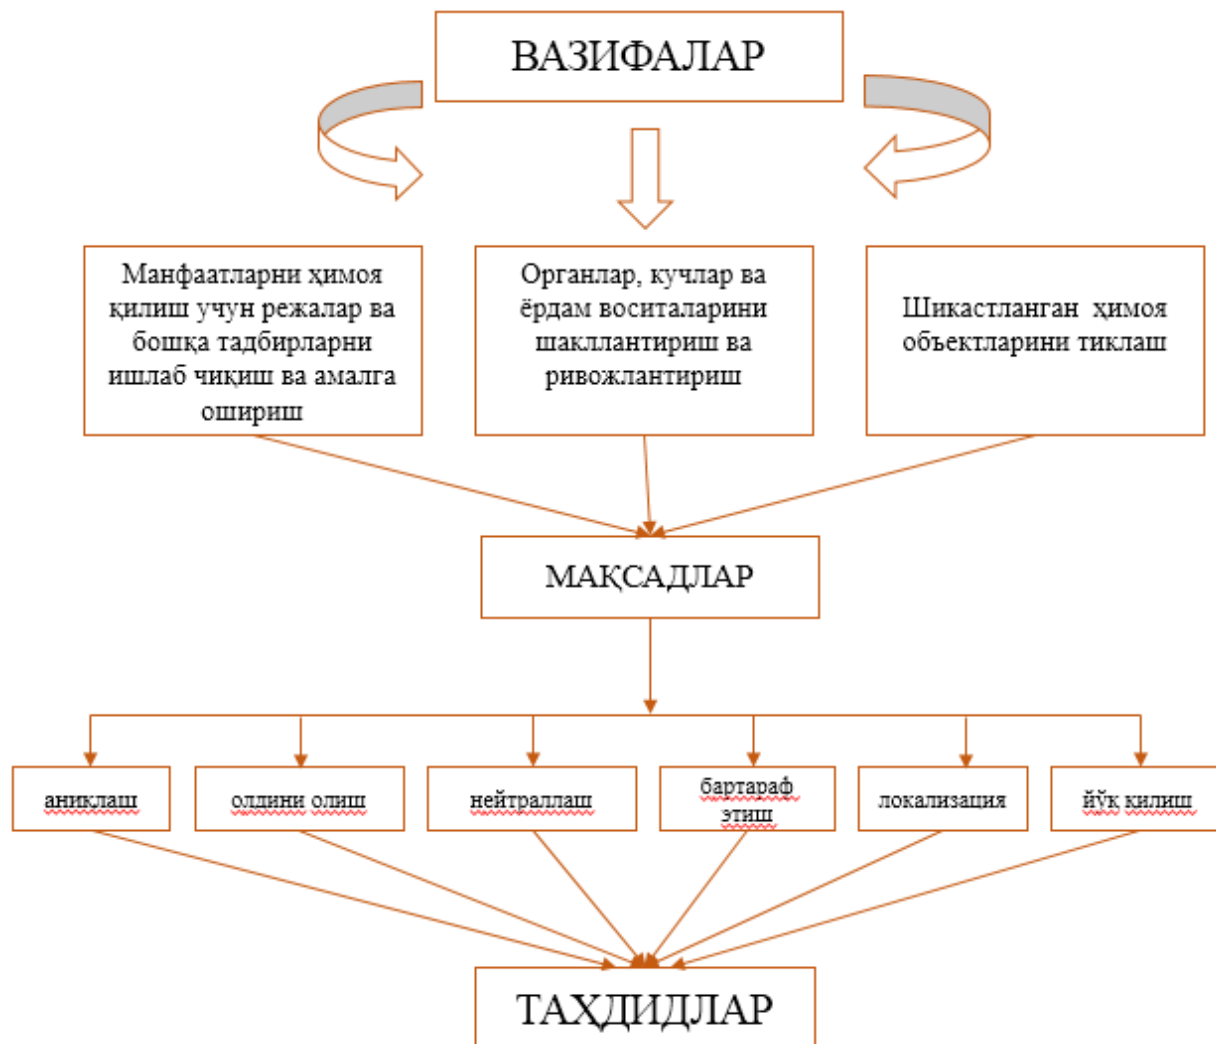 ВАЗИФАЛАР
Манфаатларни ҳимоя
қилиш учун режалар ва
бошқа тадбирларни
ишлаб чиқиш ва амалга
ошириш
Органлар, кучлар ва
ёрдам воситаларини
шакллантириш ва
ривожлантириш
Шикастланган ҳимоя
объектларини тиклаш
МАҚСАДЛАР
аниқлаш
олдини олиш
нейтраллаш
бартараф
этиш
локализация
йўқ қилиш
ТАҲДИДЛАР